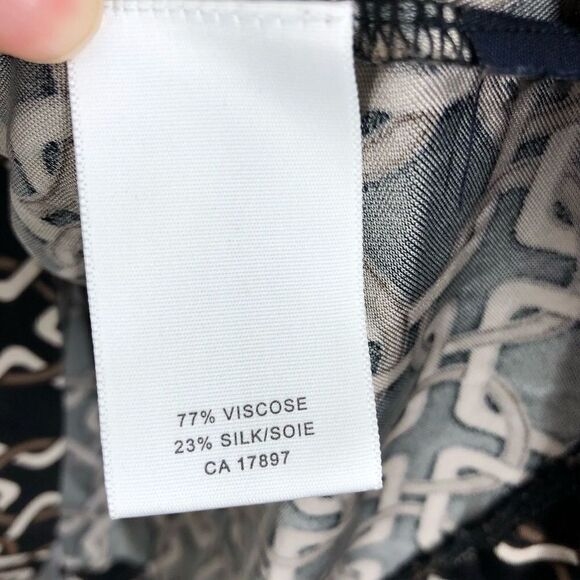 77% VISCOSE
23% SILK/SOIE
CA 17897